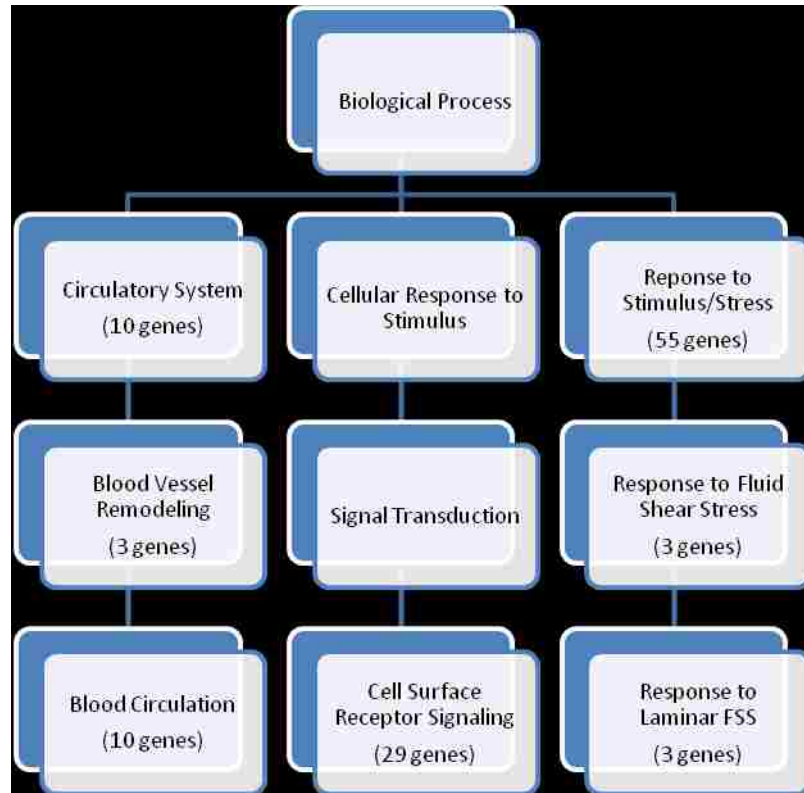 Biological Process
Circulatory System
(10 genes)
Cellular Response to
Stimulus
Reponse to
Stimulus/Stress
(55 genes)
Blood Vessel
Remodeling
(3 genes)
Signal Transduction
Response to Fluid
Shear Stress
(3 genes)
Blood Circulation
(10 genes)
Cell Surface
Receptor Signaling
(29 genes)
Response to
Laminar FSS
(3 genes)